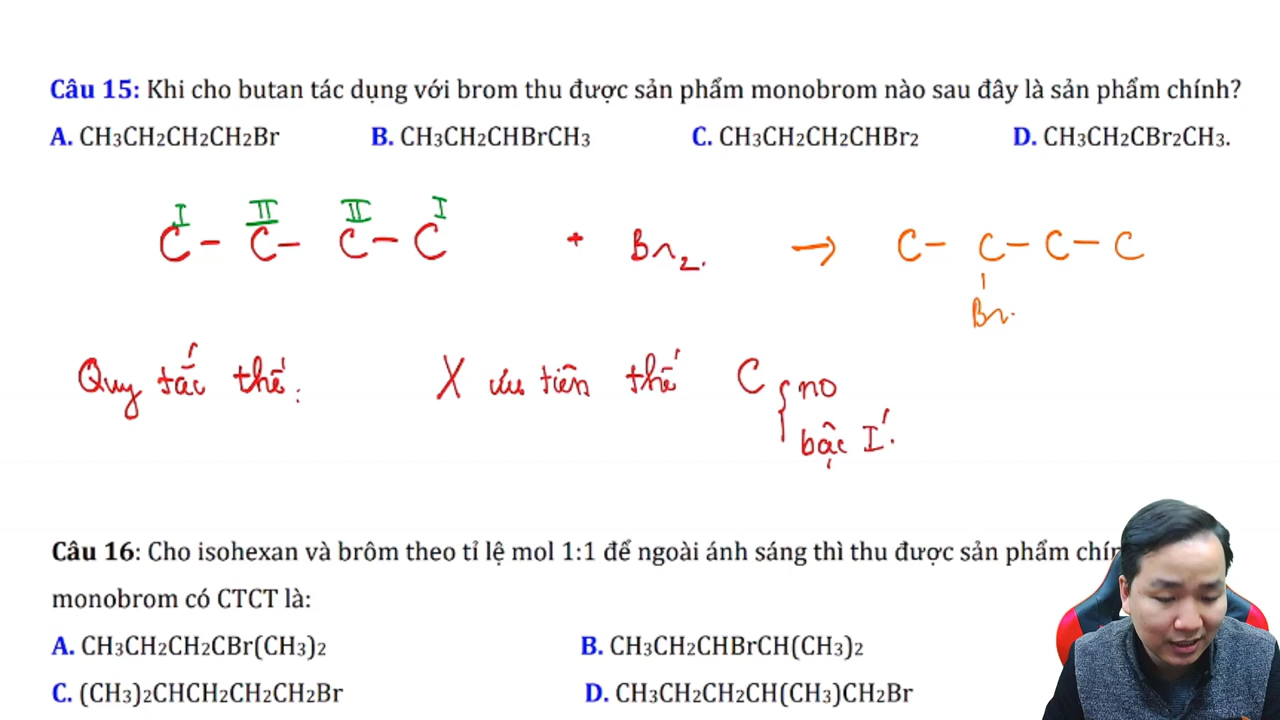 Câu 15: Khi cho butan tác dụng với brom thu được sản phẩm monobrom nào sau đây là sản phẩm chính?
A. CH3CH2CH2CH2Br B. CH3CH2CHBrCH3 C. CH3CH2CH2CHBr2 D. CH3CH2CBr2CH3.
I II II I
C - C - C - C + Br2. → C - C - C - C
Br.
Quy tắc thế: X ưu tiên thế C { no
bậc I.
Câu 16: Cho isohexan và brôm theo tỉ lệ mol 1:1 để ngoài ánh sáng thì thu được sản phẩm
monobrom có CTCT là:
A. CH3CH2CH2CBr(CH3)2 B. CH3CH2CHBrCH(CH3)2
C. (CH3)2CHCH2CH2CH2Br D. CH3CH2CH2CH(CH3)CH2Br